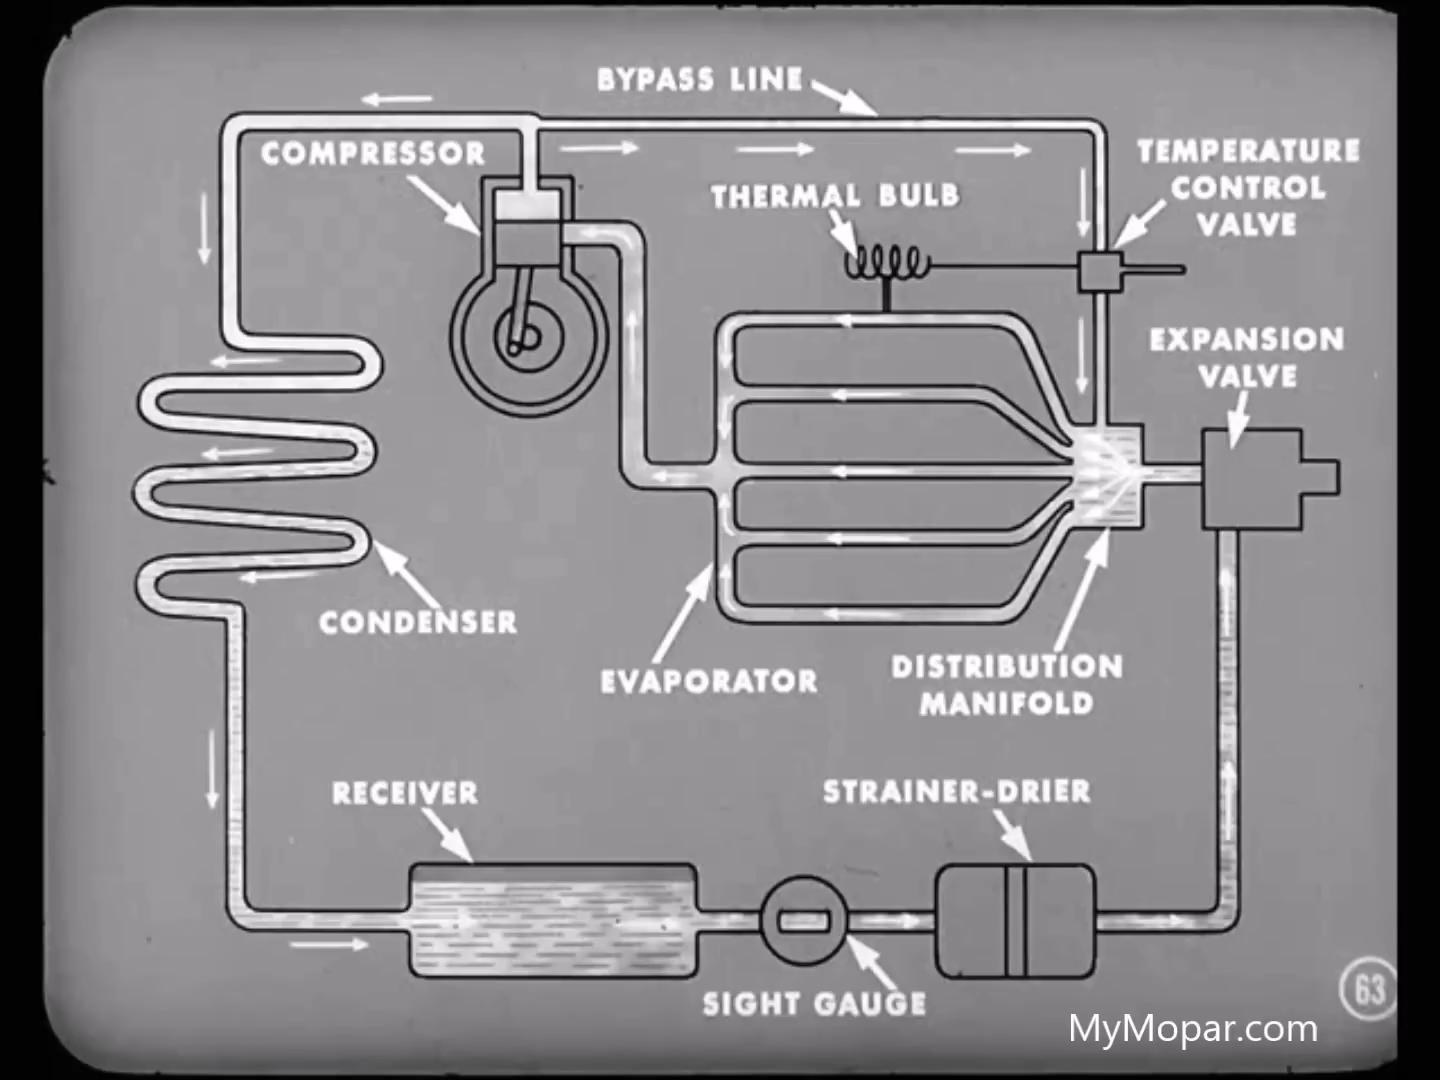 BYPASS LINE
COMPRESSOR
TEMPERATURE
CONTROL
VALVE
THERMAL BULB
EXPANSION
VALVE
CONDENSER
EVAPORATOR
DISTRIBUTION
MANIFOLD
RECEIVER
STRAINER-DRIER
SIGHT GAUGE
63
MyMopar.com